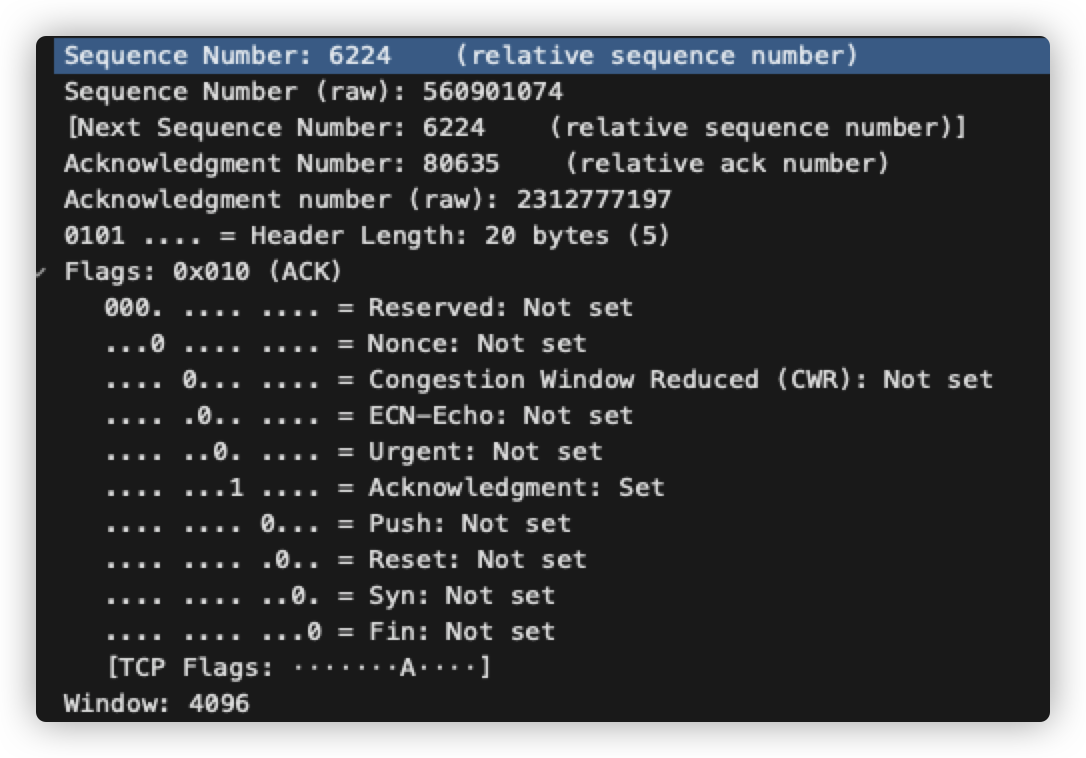 Sequence Number: 6224    (relative sequence number)
Sequence Number (raw): 560901074
[Next Sequence Number: 6224    (relative sequence number)]
Acknowledgment Number: 80635    (relative ack number)
Acknowledgment number (raw): 2312777197
0101 .... = Header Length: 20 bytes (5)
Flags: 0x010 (ACK)
000. .... .... = Reserved: Not set
...0 .... .... = Nonce: Not set
.... 0... .... = Congestion Window Reduced (CWR): Not set
.... .0.. .... = ECN-Echo: Not set
.... ..0. .... = Urgent: Not set
.... ...1 .... = Acknowledgment: Set
.... .... 0... = Push: Not set
.... .... .0.. = Reset: Not set
.... .... ..0. = Syn: Not set
.... .... ...0 = Fin: Not set
[TCP Flags: ·······A····]
Window: 4096